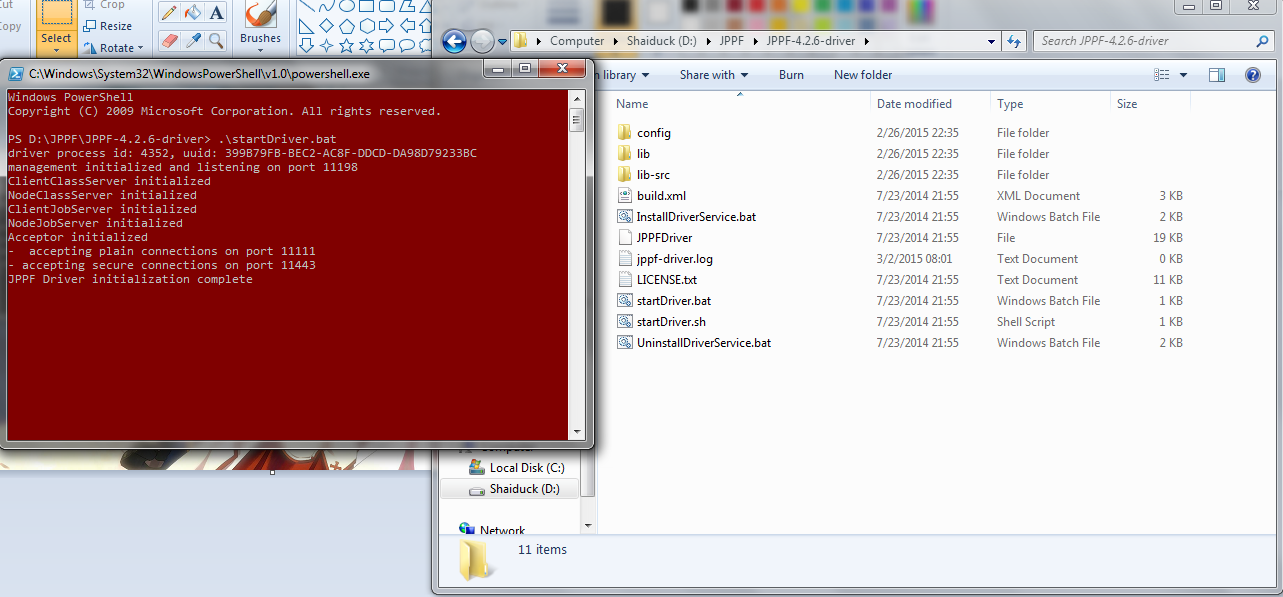 Cut
Crop
Copy
Resize
Select
Rotate
A
Brushes
Computer
Shaiduck (D:)
JPPF
JPPF-4.2.6-driver
Search JPPF-4.2.6-driver
C:\Windows\System32\WindowsPowerShell\v1.0\powershell.exe
Windows PowerShell
Copyright (C) 2009 Microsoft Corporation. All rights reserved.
PS D:\JPPF\JPPF-4.2.6-driver> .\startDriver.bat
driver process id: 4352, uuid: 399B79FB-BEC2-AC8F-DDCD-DA98D79233BC
management initialized and listening on port 11198
ClientClassServer initialized
NodeClassServer initialized
ClientJobServer initialized
NodeJobServer initialized
Acceptor initialized
-  accepting plain connections on port 11111
- accepting secure connections on port 11443
JPPF Driver initialization complete
n library Share with Burn New folder
Name Date modified Type Size
config 2/26/2015 22:35 File folder
lib 2/26/2015 22:35 File folder
lib-src 2/26/2015 22:35 File folder
build.xml 7/23/2014 21:55 XML Document 3 KB
InstallDriverService.bat 7/23/2014 21:55 Windows Batch File 2 KB
JPPFDriver 7/23/2014 21:55 File 19 KB
jppf-driver.log 3/2/2015 08:01 Text Document 0 KB
LICENSE.txt 7/23/2014 21:55 Text Document 11 KB
startDriver.bat 7/23/2014 21:55 Windows Batch File 1 KB
startDriver.sh 7/23/2014 21:55 Shell Script 1 KB
UninstallDriverService.bat 7/23/2014 21:55 Windows Batch File 2 KB
Local Disk (C:)
Shaiduck (D:)
Network
11 items